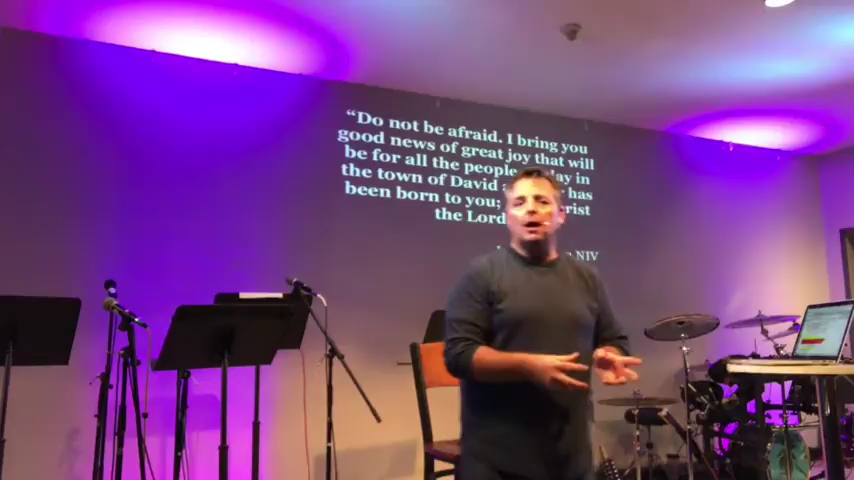 “Do not be afraid. I bring you
good news of great joy that will
be for all the people
the town of David a
has
been born to you;
the Lord
NIV